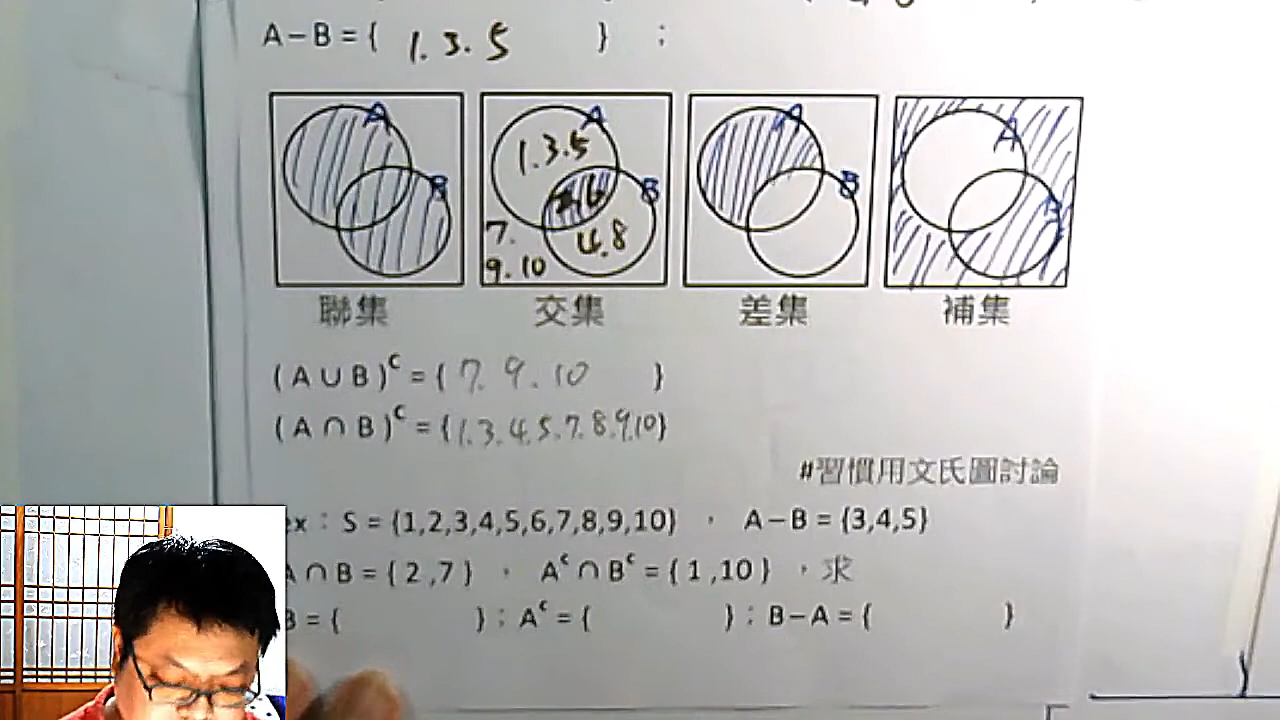 A－B＝{ 1. 3. 5 } ；
A A A A
1. 3. 5
B B B
2. 6
7. 4. 8
9. 10
聯集 交集 差集 補集
( A ∪ B )ᶜ ＝ { 7. 9. 10 }
( A ∩ B )ᶜ ＝ {1. 3. 4. 5. 7. 8. 9. 10}
#習慣用文氏圖討論
ex：S＝{1,2,3,4,5,6,7,8,9,10} ， A－B＝{3,4,5}
A ∩ B＝{ 2 ,7 } ， Aᶜ ∩ Bᶜ＝{ 1 ,10 } ，求
B＝{ }；Aᶜ＝{ }；B－A＝{ }